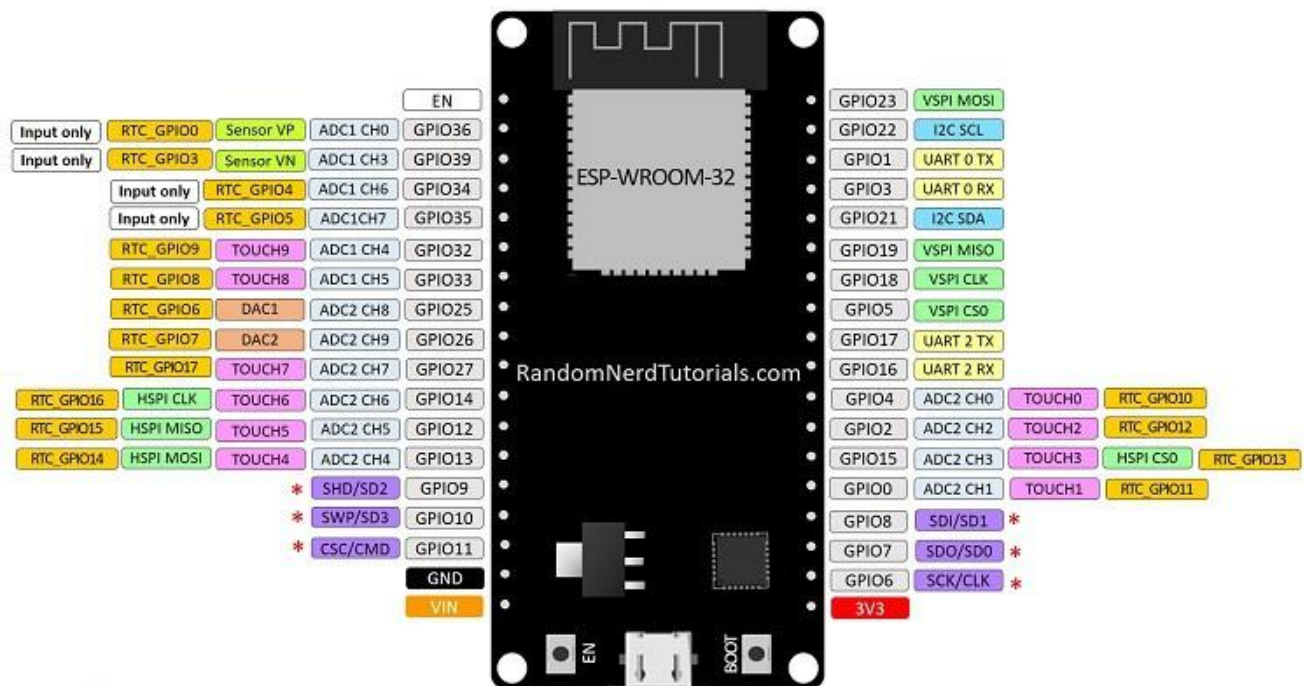 EN GPIO23 VSPI MOSI
Input only RTC_GPIO0 Sensor VP ADC1 CH0 GPIO36 GPIO22 I2C SCL
Input only RTC_GPIO3 Sensor VN ADC1 CH3 GPIO39 GPIO1 UART 0 TX
Input only RTC_GPIO4 ADC1 CH6 GPIO34 ESP-WROOM-32 GPIO3 UART 0 RX
Input only RTC_GPIO5 ADC1CH7 GPIO35 GPIO21 I2C SDA
RTC_GPIO9 TOUCH9 ADC1 CH4 GPIO32 GPIO19 VSPI MISO
RTC_GPIO8 TOUCH8 ADC1 CH5 GPIO33 GPIO18 VSPI CLK
RTC_GPIO6 DAC1 ADC2 CH8 GPIO25 GPIO5 VSPI CS0
RTC_GPIO7 DAC2 ADC2 CH9 GPIO26 GPIO17 UART 2 TX
RTC_GPIO17 TOUCH7 ADC2 CH7 GPIO27 RandomNerdTutorials.com GPIO16 UART 2 RX
RTC_GPIO16 HSPI CLK TOUCH6 ADC2 CH6 GPIO14 GPIO4 ADC2 CH0 TOUCH0 RTC_GPIO10
RTC_GPIO15 HSPI MISO TOUCH5 ADC2 CH5 GPIO12 GPIO2 ADC2 CH2 TOUCH2 RTC_GPIO12
RTC_GPIO14 HSPI MOSI TOUCH4 ADC2 CH4 GPIO13 GPIO15 ADC2 CH3 TOUCH3 HSPI CS0 RTC_GPIO13
* SHD/SD2 GPIO9 GPIO0 ADC2 CH1 TOUCH1 RTC_GPIO11
* SWP/SD3 GPIO10 GPIO8 SDI/SD1 *
* CSC/CMD GPIO11 GPIO7 SDO/SD0 *
GND GPIO6 SCK/CLK *
VIN 3V3
EN BOOT